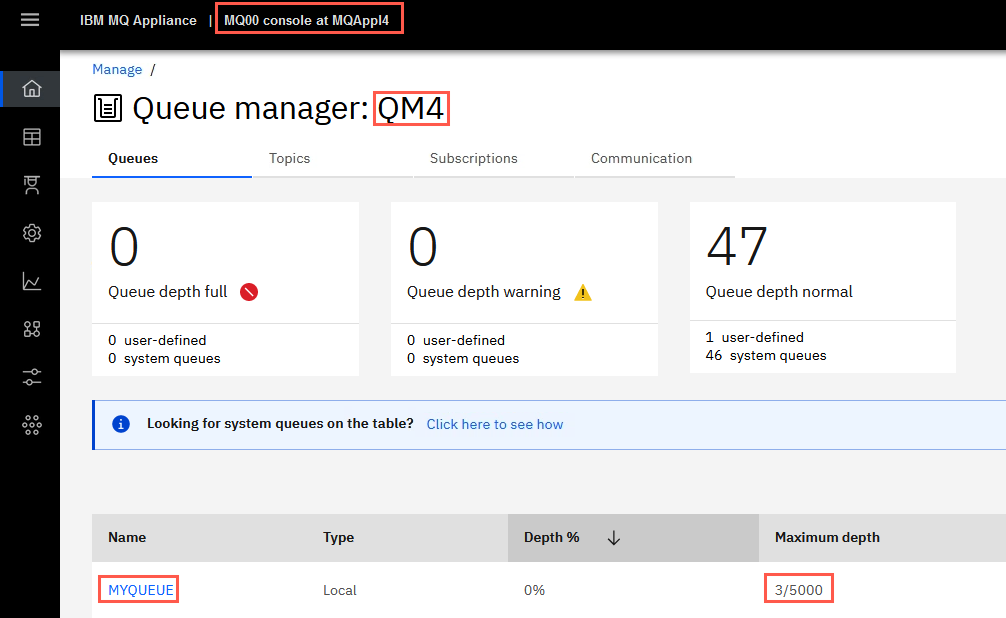 IBM MQ Appliance | MQ00 console at MQAppl4
Manage /
Queue manager: QM4
Queues Topics Subscriptions Communication
0
Queue depth full
0 user-defined
0 system queues
0
Queue depth warning
0 user-defined
0 system queues
47
Queue depth normal
1 user-defined
46 system queues
Looking for system queues on the table? Click here to see how
Name Type Depth % Maximum depth
MYQUEUE Local 0% 3/5000